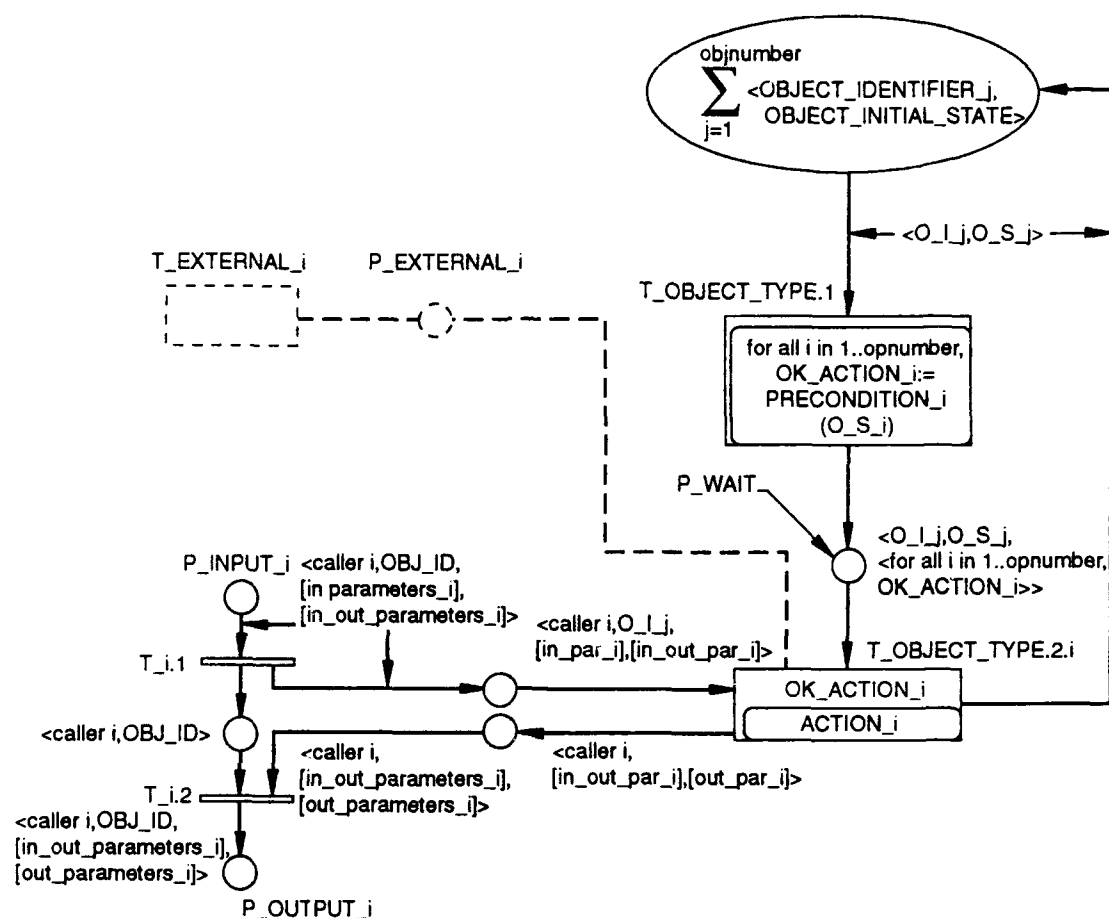 objnumber
∑ <OBJECT_IDENTIFIER_j,
j=1 OBJECT_INITIAL_STATE>
<O_I_j,O_S_j>
T_EXTERNAL_i
P_EXTERNAL_i
T_OBJECT_TYPE.1
for all i in 1..opnumber,
OK_ACTION_i:=
PRECONDITION_i
(O_S_i)
P_WAIT
<O_I_j,O_S_j,
<for all i in 1..opnumber,
OK_ACTION_i>>
P_INPUT_i
<caller i,OBJ_ID,
[in parameters_i],
[in_out_parameters_i]>
<caller i,O_I_j,
[in_par_i],[in_out_par_i]>
T_OBJECT_TYPE.2.i
T_i.1
OK_ACTION_i
ACTION_i
<caller i,OBJ_ID>
<caller i,
[in_out_parameters_i],
[out_parameters_i]>
<caller i,
[in_out_par_i],[out_par_i]>
T_i.2
<caller i,OBJ_ID,
[in_out_parameters_i],
[out_parameters_i]>
P_OUTPUT_i